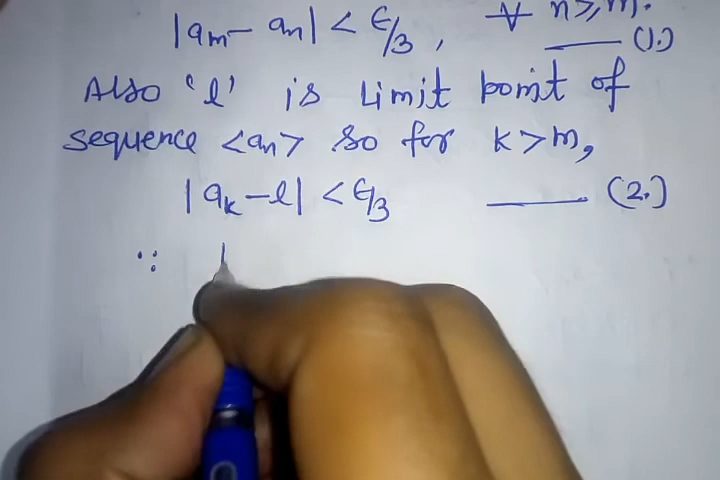 |aₘ - aₙ| < ϵ/3, ∀ n ≥ m. —— (1.)
Also 'l' is Limit point of
sequence <aₙ> so for k > m,
|aₖ - l| < ϵ/3 —— (2.)
∵ |